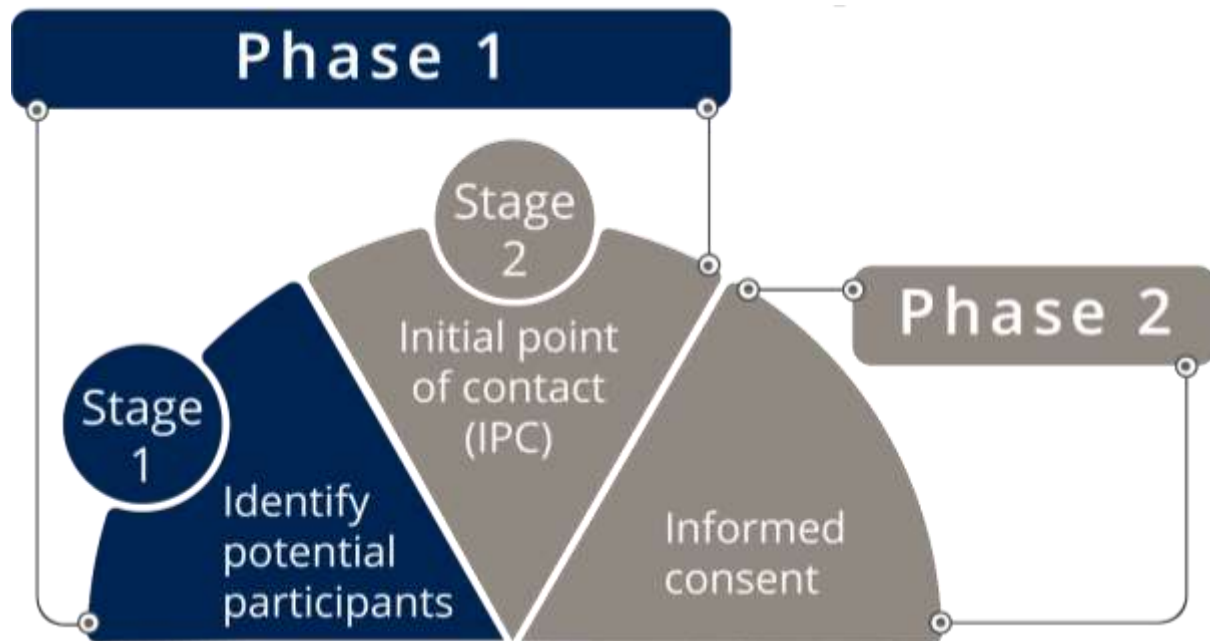 Phase 1
Stage
2
Initial point
of contact
(IPC)
Phase 2
Stage
1
Identify
potential
participants
Informed
consent